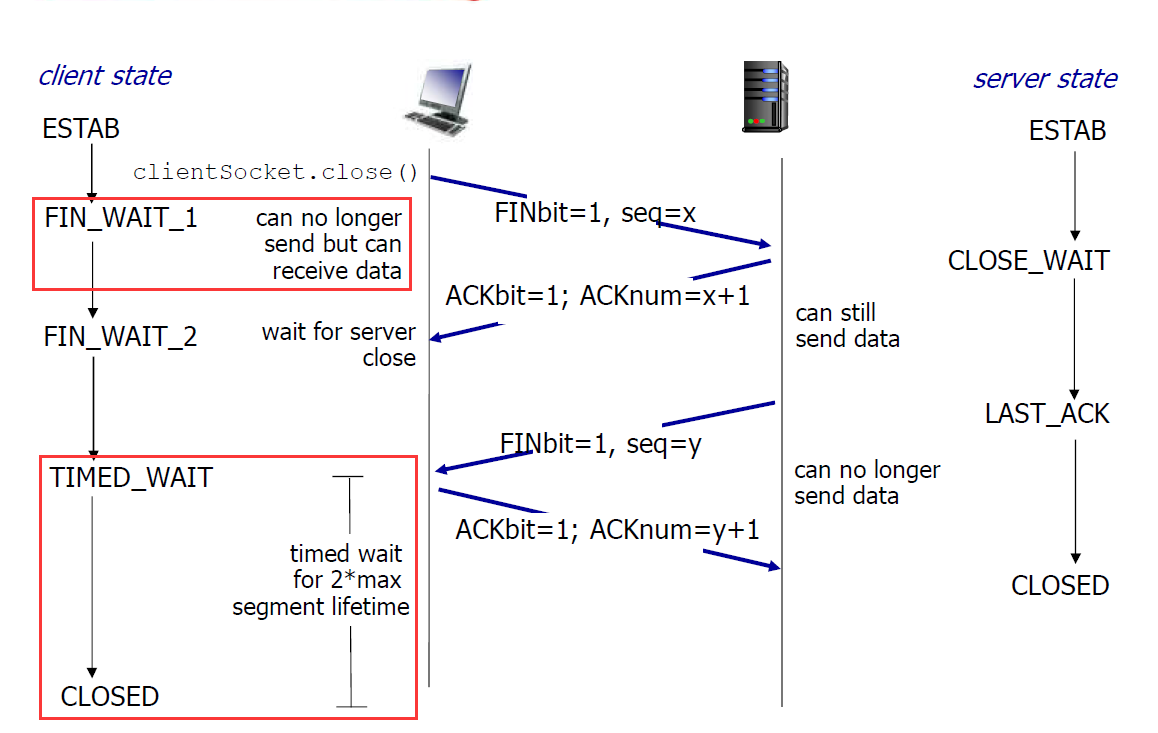 client state
server state
ESTAB
ESTAB
clientSocket.close()
FINbit=1, seq=x
FIN_WAIT_1
can no longer
send but can
receive data
CLOSE_WAIT
ACKbit=1; ACKnum=x+1
can still
send data
FIN_WAIT_2
wait for server
close
LAST_ACK
FINbit=1, seq=y
can no longer
send data
TIMED_WAIT
ACKbit=1; ACKnum=y+1
timed wait
for 2*max
segment lifetime
CLOSED
CLOSED